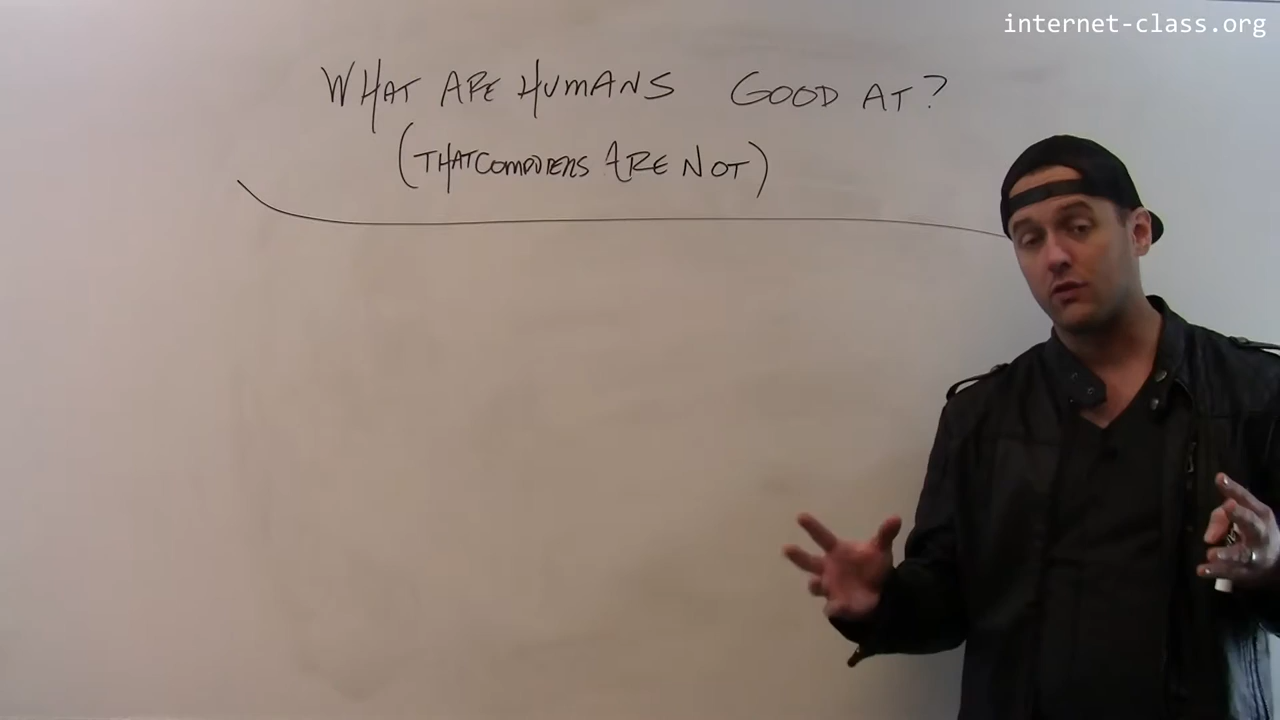 internet-class.org
WHAT ARE HUMANS GOOD AT?
(THAT COMPUTERS ARE NOT)